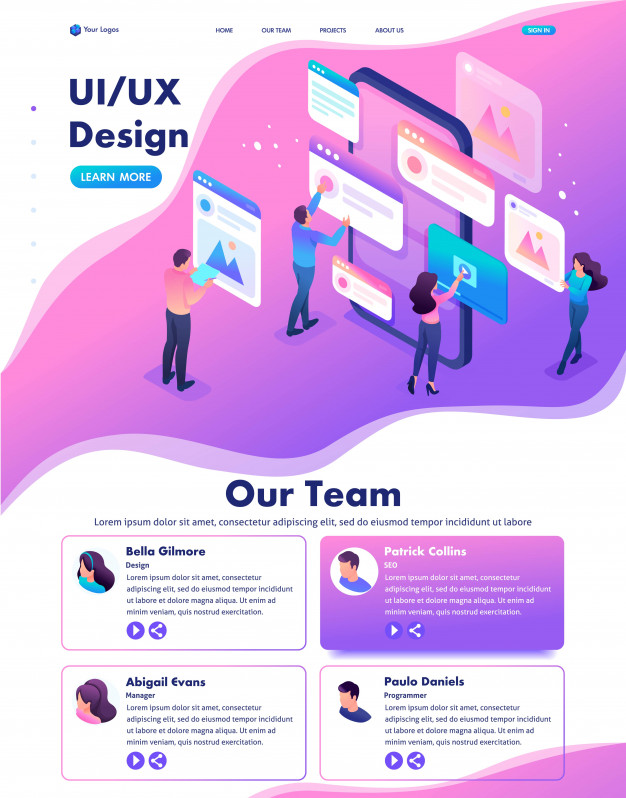 Your Logos
HOME
OUR TEAM
PROJECTS
ABOUT US
SIGN IN
UI/UX
Design
LEARN MORE
Our Team
Lorem ipsum dolor sit amet, consectetur adipiscing elit, sed do eiusmod tempor incididunt ut labore
Bella Gilmore
Design
Lorem ipsum dolor sit amet,
consectetur adipiscing elit, sed
do eiusmod tempor incididunt
ut labore et dolore magna aliqua. Ut enim ad
minim veniam, quis nostrud exercitation.
Patrick Collins
SEO
Lorem ipsum dolor sit amet, consectetur adipiscing
elit, sed do eiusmod tempor incididunt
ut labore et dolore magna aliqua. Ut enim ad
minim veniam, quis nostrud exercitation.
Abigail Evans
Manager
Lorem ipsum dolor sit amet, consectetur adipiscing
elit, sed do eiusmod tempor incididunt
ut labore et dolore magna aliqua. Ut enim ad
minim veniam, quis nostrud exercitation.
Paulo Daniels
Programmer
Lorem ipsum dolor sit amet, consectetur adipiscing
elit, sed do eiusmod tempor incididunt
ut labore et dolore magna aliqua. Ut enim ad
minim veniam, quis nostrud exercitation.